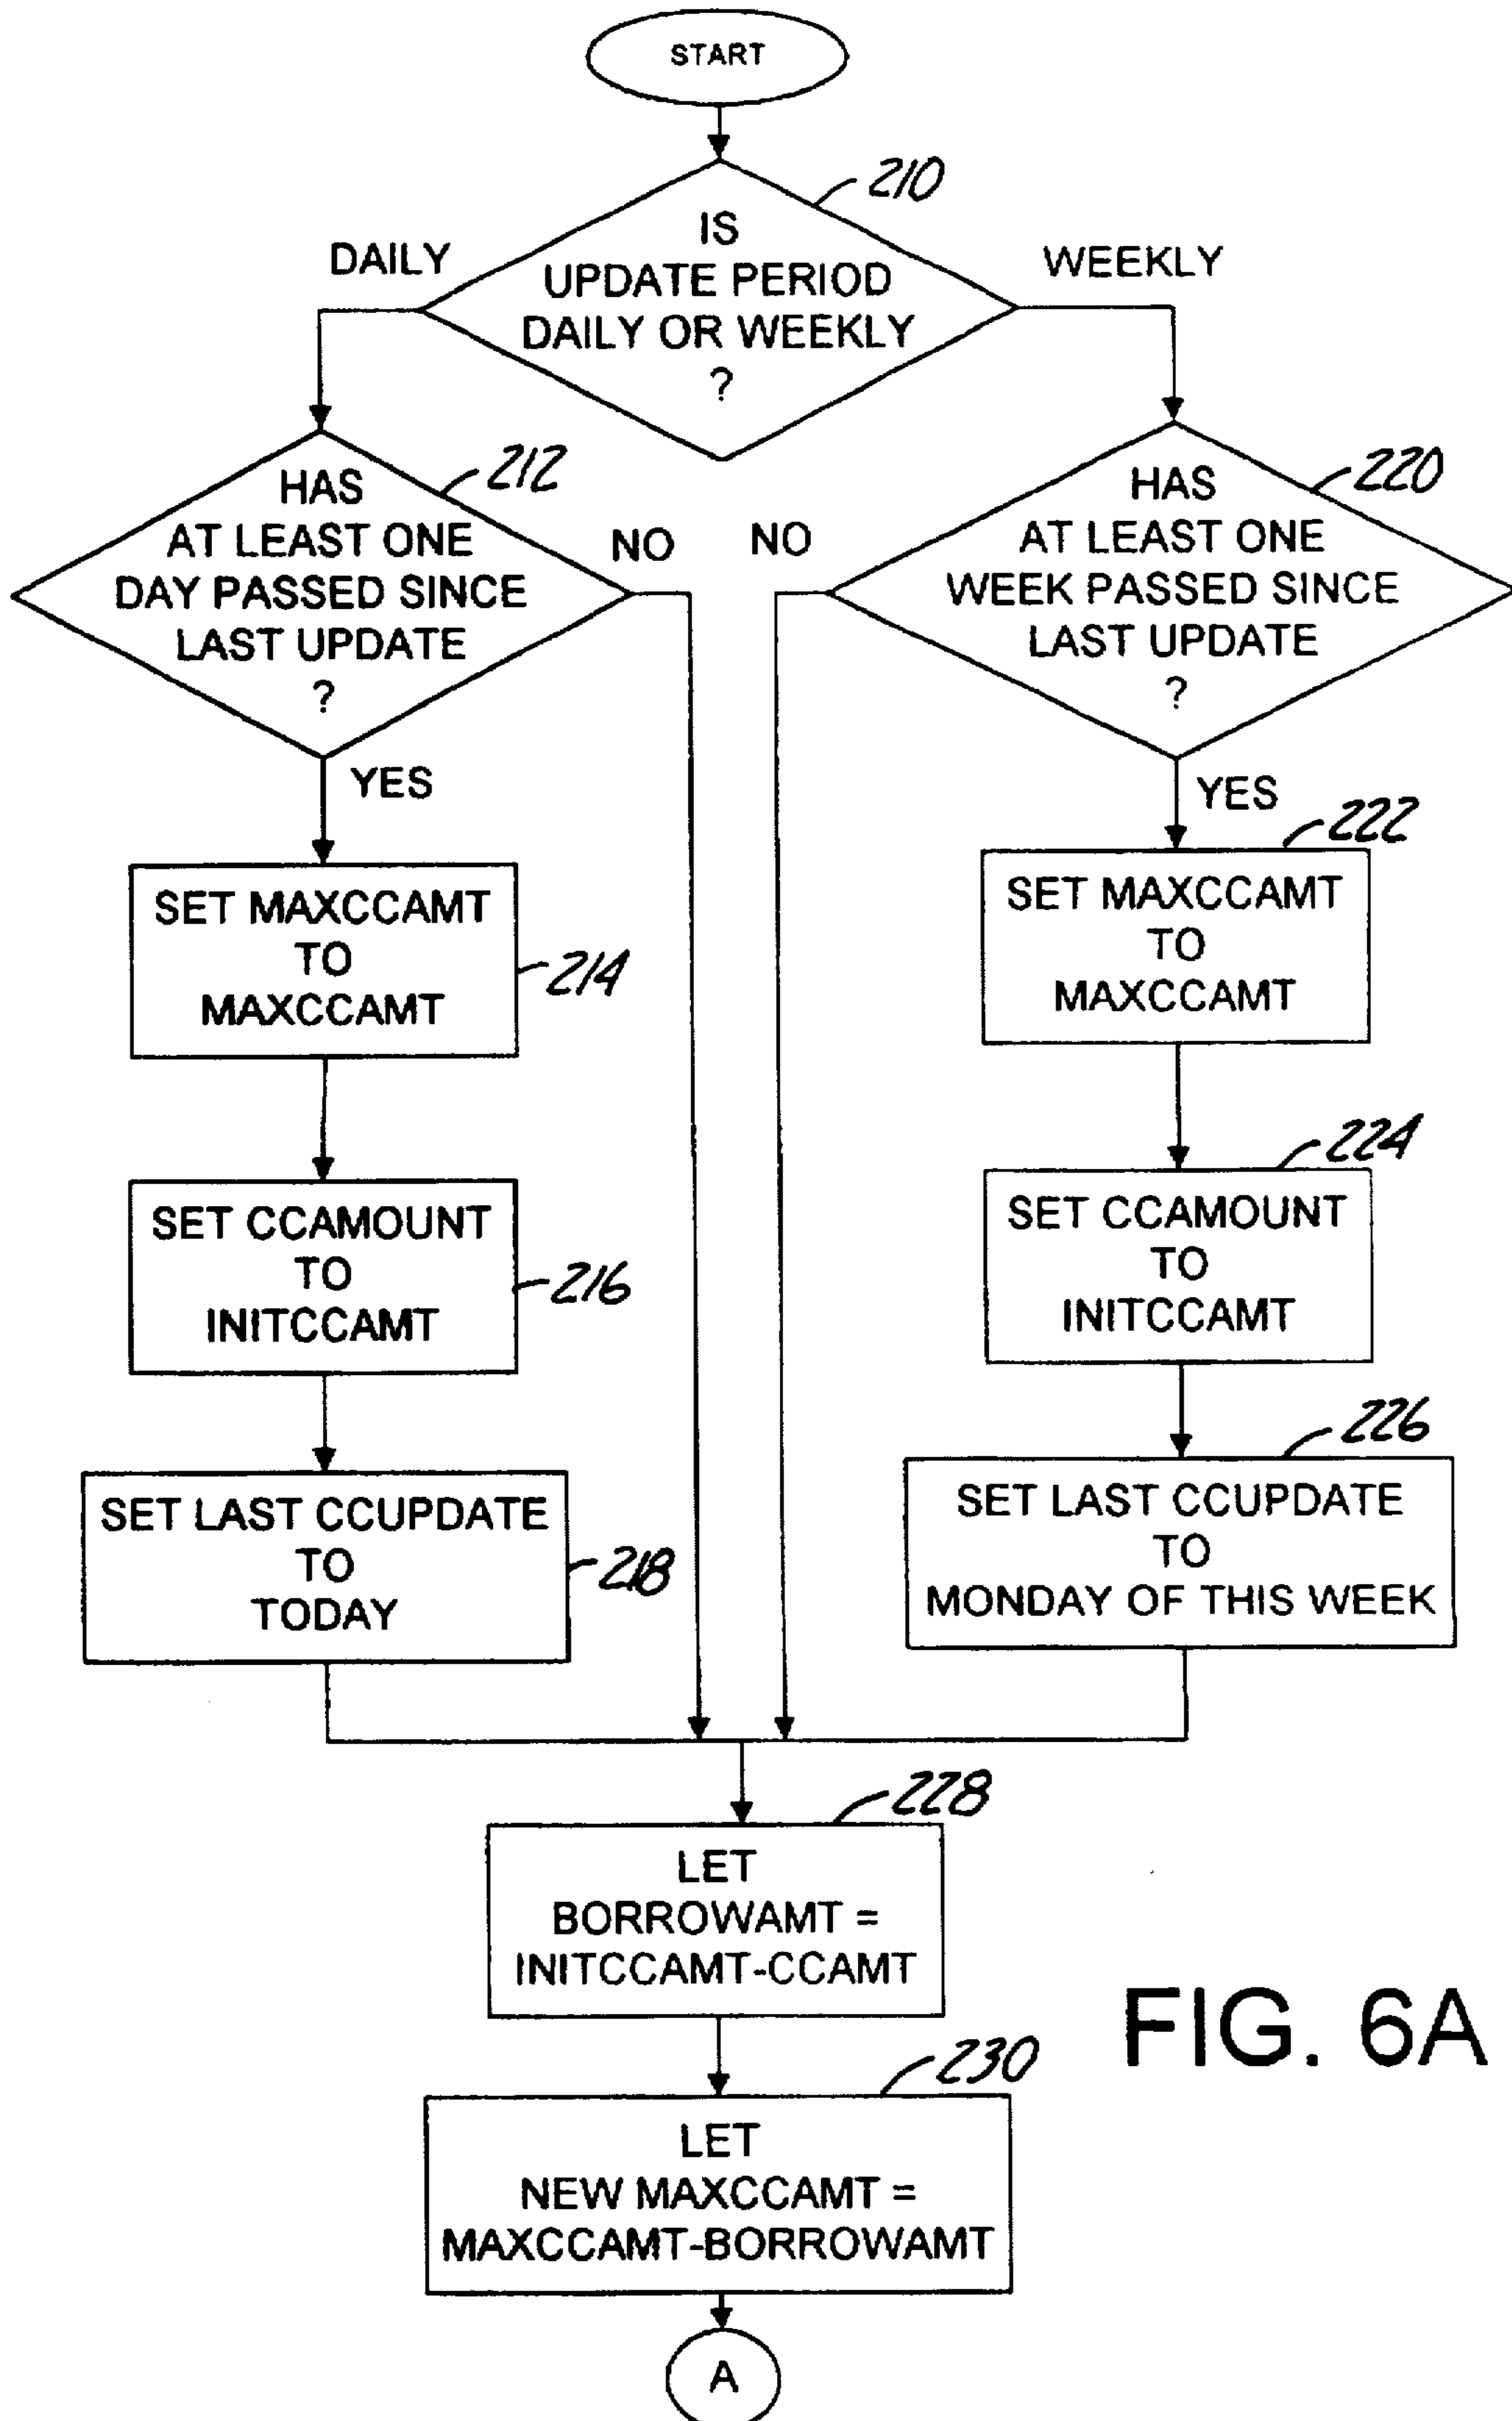 START
210
IS
UPDATE PERIOD
DAILY OR WEEKLY
?
DAILY
WEEKLY
212
HAS
AT LEAST ONE
DAY PASSED SINCE
LAST UPDATE
?
NO
NO
220
HAS
AT LEAST ONE
WEEK PASSED SINCE
LAST UPDATE
?
YES
YES
SET MAXCCAMT
TO
MAXCCAMT
214
222
SET MAXCCAMT
TO
MAXCCAMT
SET CCAMOUNT
TO
INITCCAMT
216
224
SET CCAMOUNT
TO
INITCCAMT
SET LAST CCUPDATE
TO
TODAY
218
226
SET LAST CCUPDATE
TO
MONDAY OF THIS WEEK
228
LET
BORROWAMT =
INITCCAMT-CCAMT
230
LET
NEW MAXCCAMT =
MAXCCAMT-BORROWAMT
A
FIG. 6A